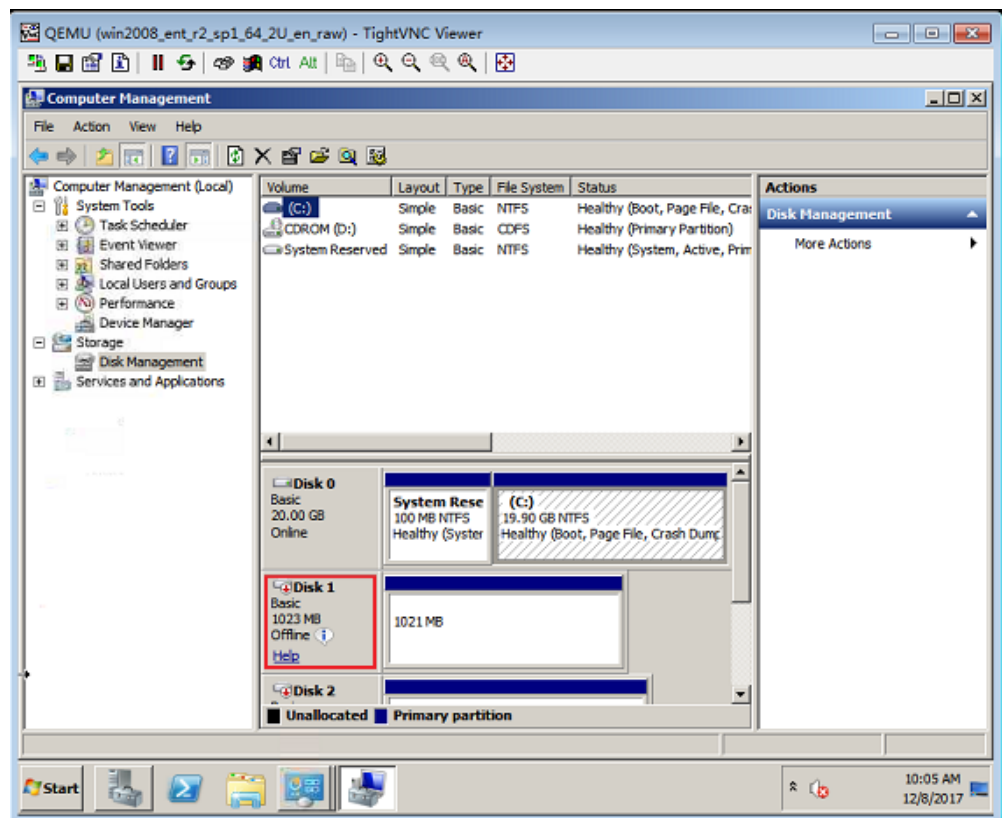 QEMU (win2008_ent_r2_sp1_64_2U_en_raw) - TightVNC Viewer
Ctrl Alt
Computer Management
File Action View Help
Computer Management (Local)
System Tools
Task Scheduler
Event Viewer
Shared Folders
Local Users and Groups
Performance
Device Manager
Storage
Disk Management
Services and Applications
Volume Layout Type File System Status
(C:) Simple Basic NTFS Healthy (Boot, Page File, Cra
CDROM (D:) Simple Basic CDFS Healthy (Primary Partition)
System Reserved Simple Basic NTFS Healthy (System, Active, Prim
Actions
Disk Management
More Actions
Disk 0
Basic
20.00 GB
Online
System Rese
100 MB NTFS
Healthy (Syster
(C:)
19.90 GB NTFS
Healthy (Boot, Page File, Crash Dump
Disk 1
Basic
1023 MB
Offline
Help
1021 MB
Disk 2
Unallocated Primary partition
Start
10:05 AM
12/8/2017